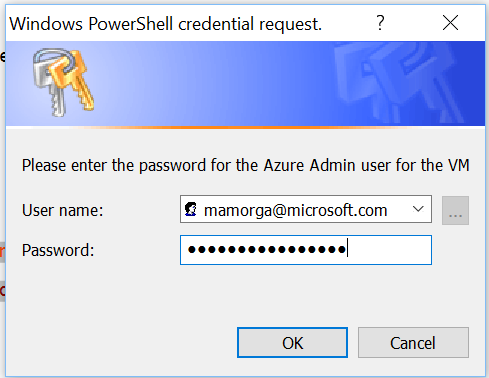 Windows PowerShell credential request.
?
Please enter the password for the Azure Admin user for the VM
User name:
mamorga@microsoft.com
...
Password:
●●●●●●●●●●●●●●●●
OK
Cancel